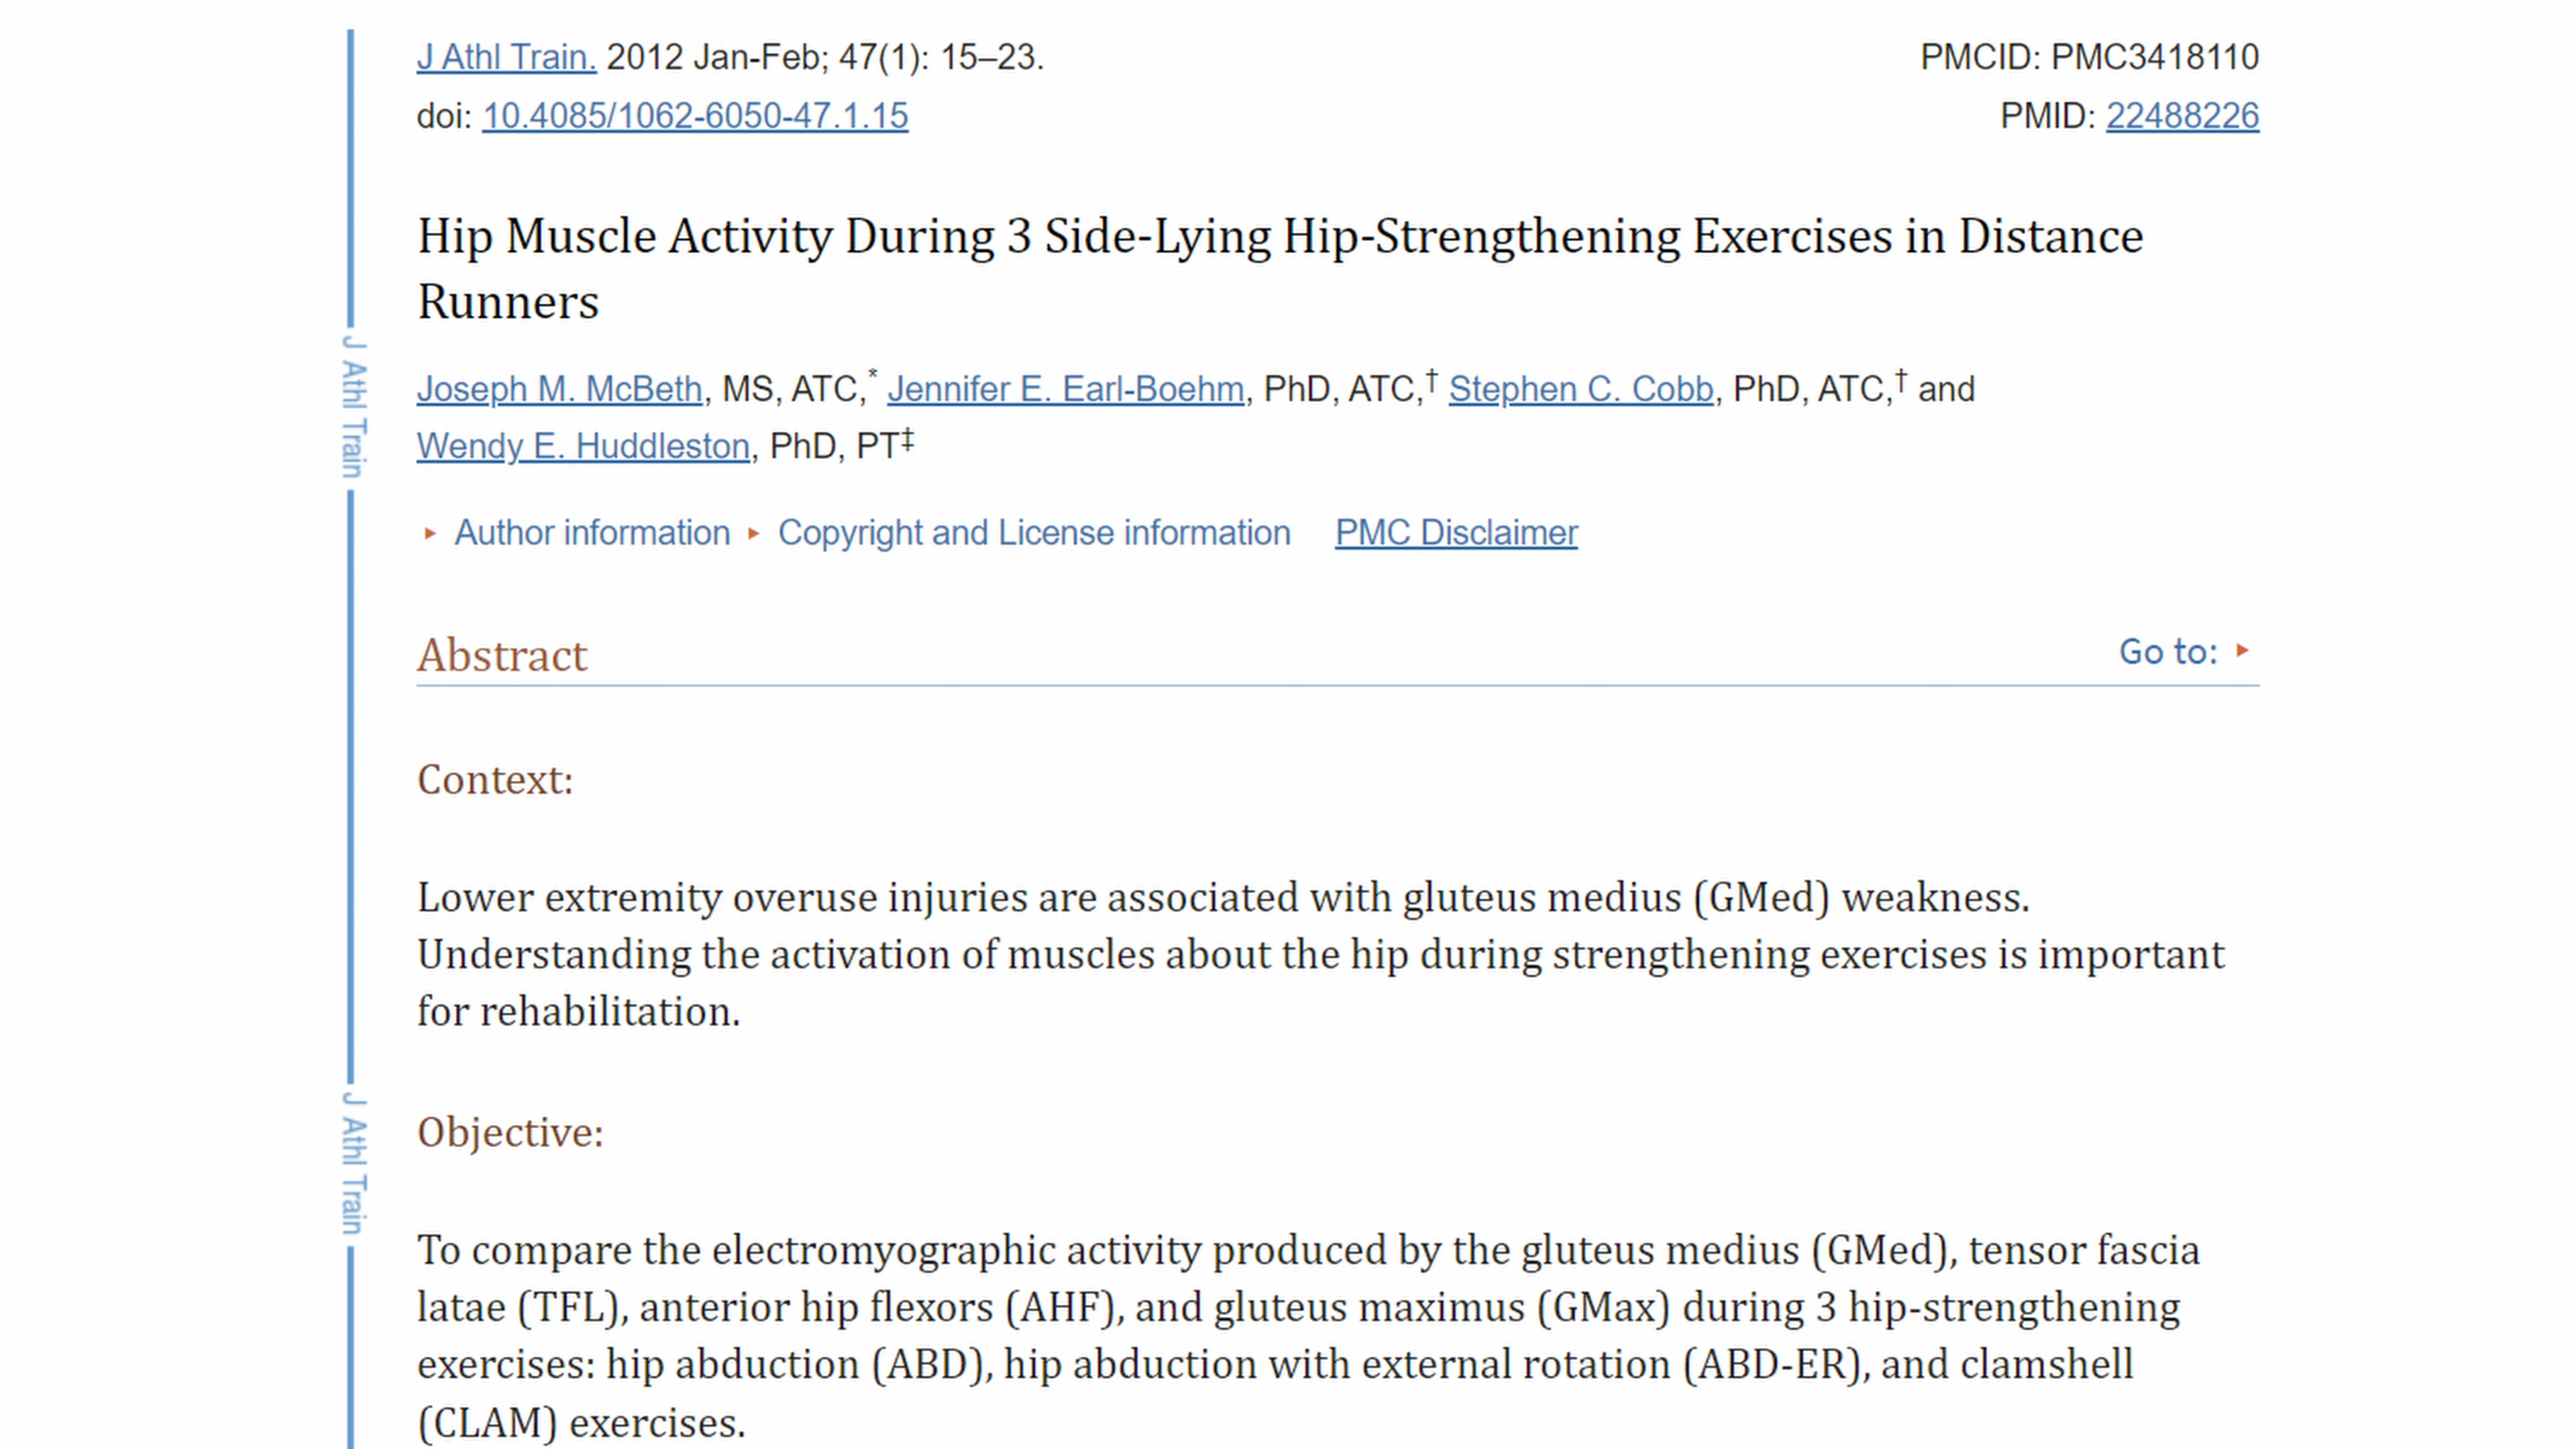 J Athl Train. 2012 Jan-Feb; 47(1): 15–23.
PMCID: PMC3418110
doi: 10.4085/1062-6050-47.1.15
PMID: 22488226
Hip Muscle Activity During 3 Side-Lying Hip-Strengthening Exercises in Distance
Runners
Joseph M. McBeth, MS, ATC,* Jennifer E. Earl-Boehm, PhD, ATC,† Stephen C. Cobb, PhD, ATC,† and
Wendy E. Huddleston, PhD, PT‡
Author information Copyright and License information PMC Disclaimer
Abstract
Go to:
Context:
Lower extremity overuse injuries are associated with gluteus medius (GMed) weakness.
Understanding the activation of muscles about the hip during strengthening exercises is important
for rehabilitation.
Objective:
To compare the electromyographic activity produced by the gluteus medius (GMed), tensor fascia
latae (TFL), anterior hip flexors (AHF), and gluteus maximus (GMax) during 3 hip-strengthening
exercises: hip abduction (ABD), hip abduction with external rotation (ABD-ER), and clamshell
(CLAM) exercises.
J Athl Train
J Athl Train